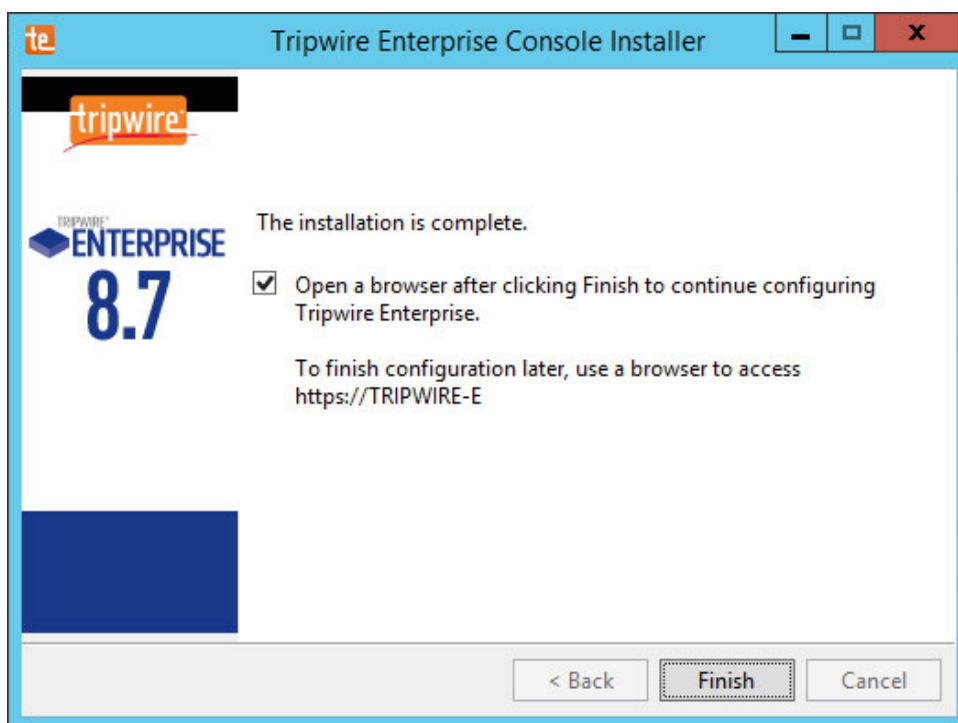 te
Tripwire Enterprise Console Installer
tripwire
TRIPWIRE
ENTERPRISE
8.7
The installation is complete.
Open a browser after clicking Finish to continue configuring
Tripwire Enterprise.
To finish configuration later, use a browser to access
https://TRIPWIRE-E
< Back
Finish
Cancel